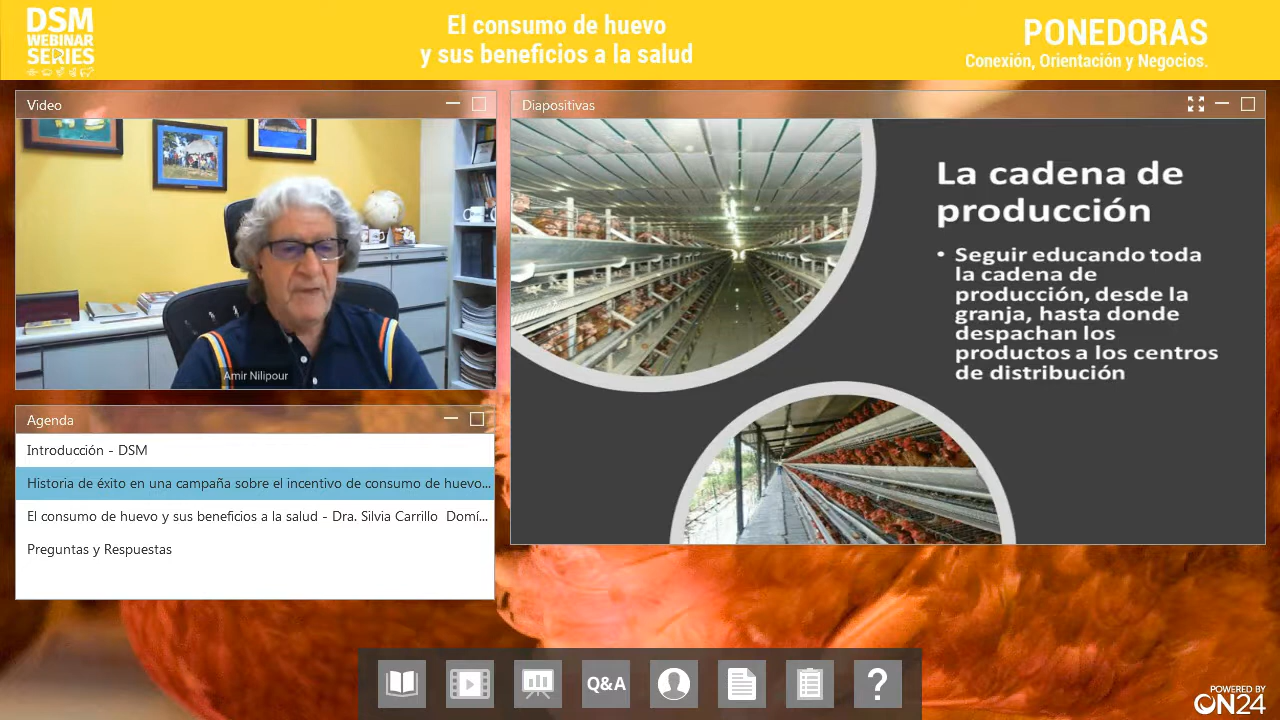 DSM
WEBINAR
SERIES
El consumo de huevo
y sus beneficios a la salud
PONEDORAS
Conexión, Orientación y Negocios.
Video
Amir Nilipour
Diapositivas
La cadena de
producción
• Seguir educando toda
la cadena de
producción, desde la
granja, hasta donde
despachan los
productos a los centros
de distribución
Agenda
Introducción - DSM
Historia de éxito en una campaña sobre el incentivo de consumo de huevo...
El consumo de huevo y sus beneficios a la salud - Dra. Silvia Carrillo Domí...
Preguntas y Respuestas
Q&A
?
POWERED BY
ON24